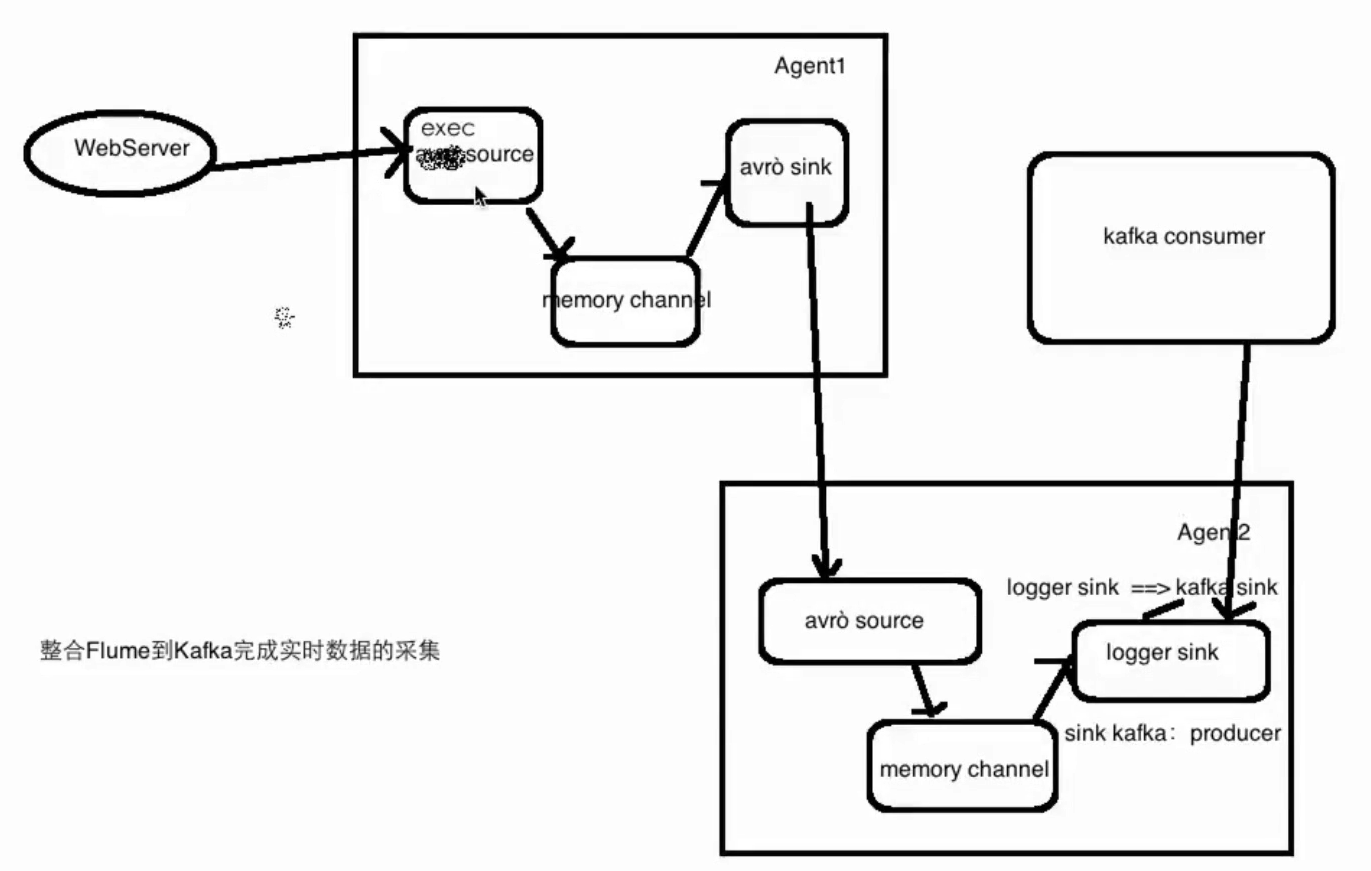 Agent1
WebServer
exec
source
avrò sink
memory channel
kafka consumer
Agent2
logger sink ==> kafka sink
avrò source
logger sink
整合Flume到Kafka完成实时数据的采集
sink kafka：producer
memory channel